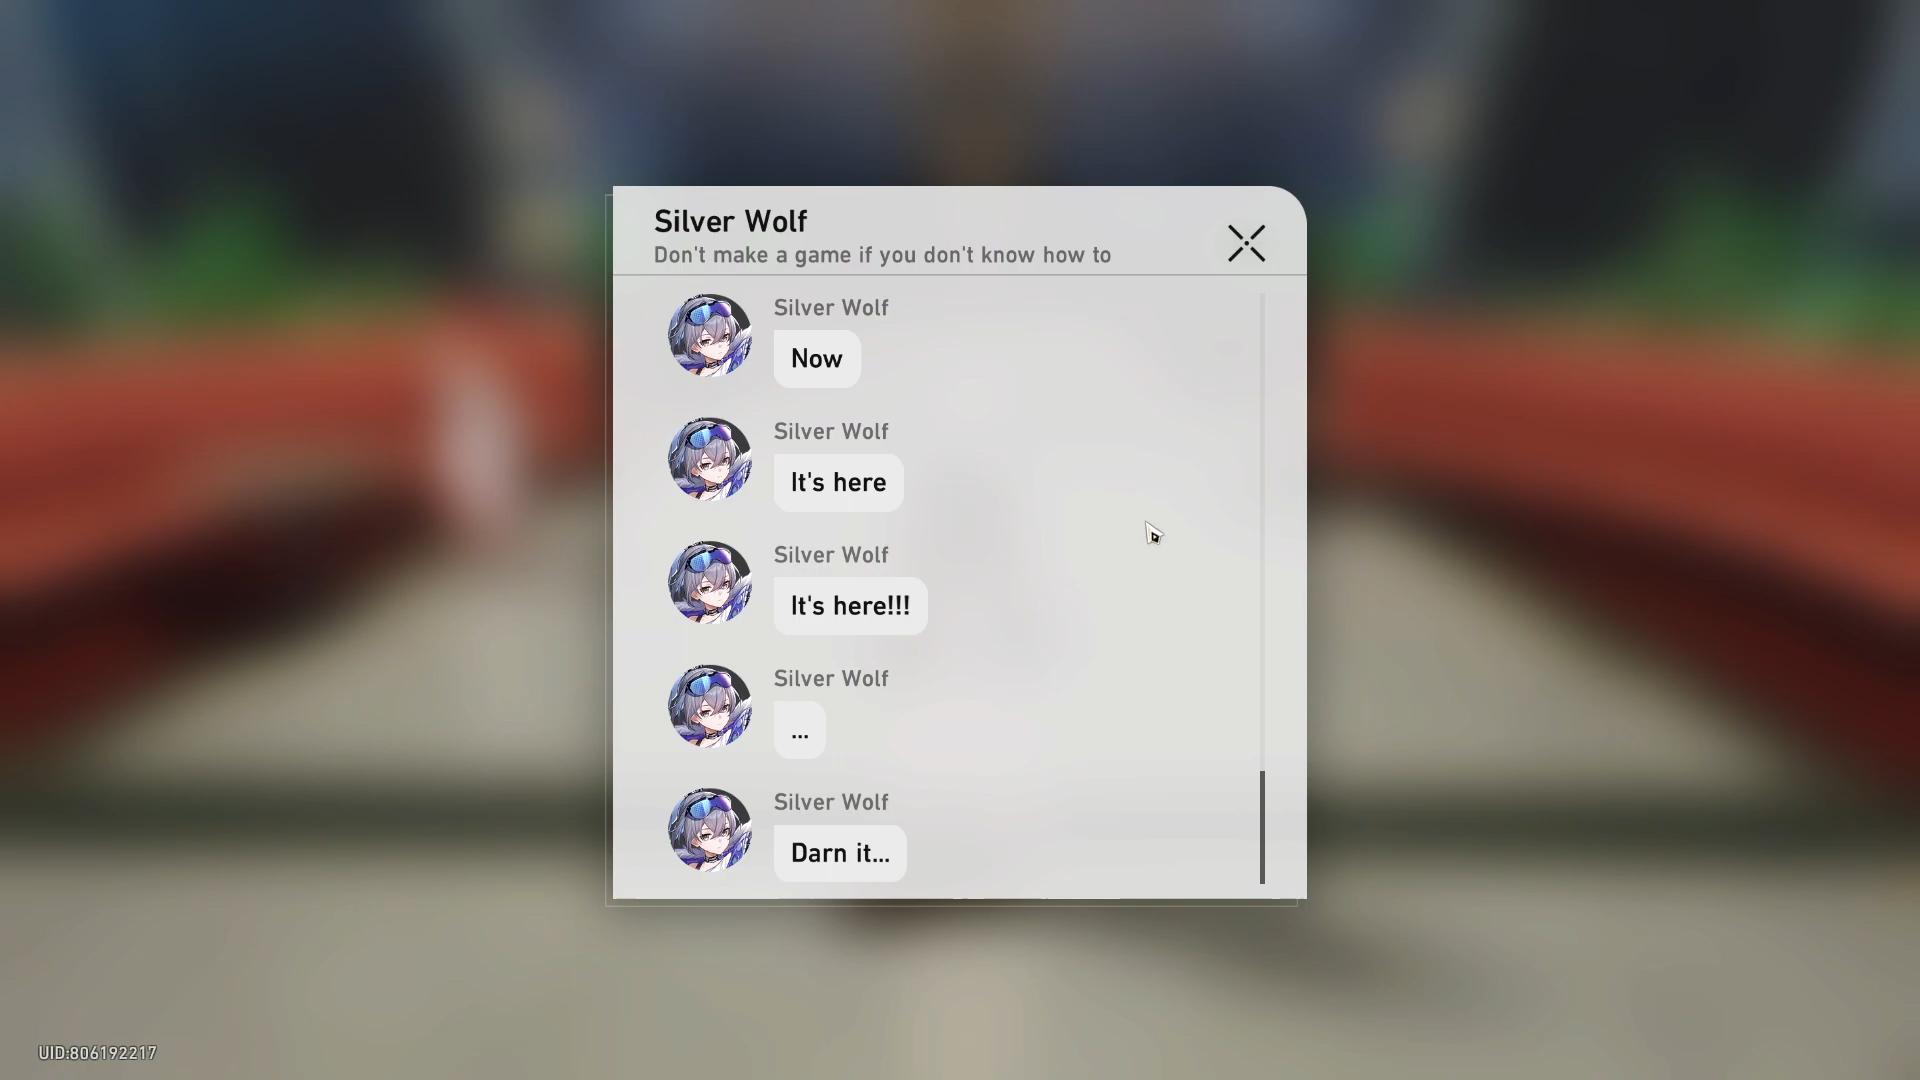 Silver Wolf
Don't make a game if you don't know how to
Silver Wolf
Now
Silver Wolf
It's here
Silver Wolf
It's here!!!
Silver Wolf
...
Silver Wolf
Darn it...
UID:806192217